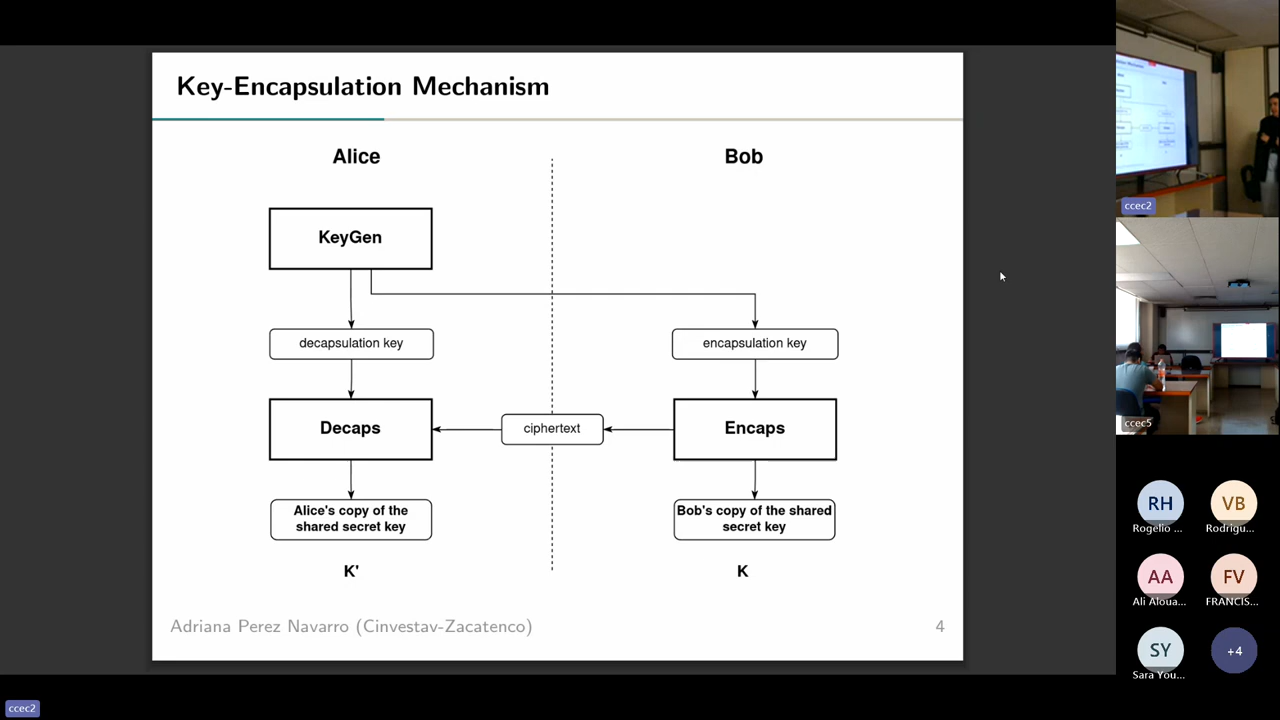 Key-Encapsulation Mechanism
Alice
Bob
KeyGen
decapsulation key
encapsulation key
Decaps
ciphertext
Encaps
Alice's copy of the
shared secret key
Bob's copy of the shared
secret key
K'
K
Adriana Perez Navarro (Cinvestav-Zacatenco)
4
ccec2
ccec5
RH
VB
Rogelio ...
Rodrigu...
AA
FV
Ali Aloua...
FRANCIS...
SY
+4
Sara You...
ccec2